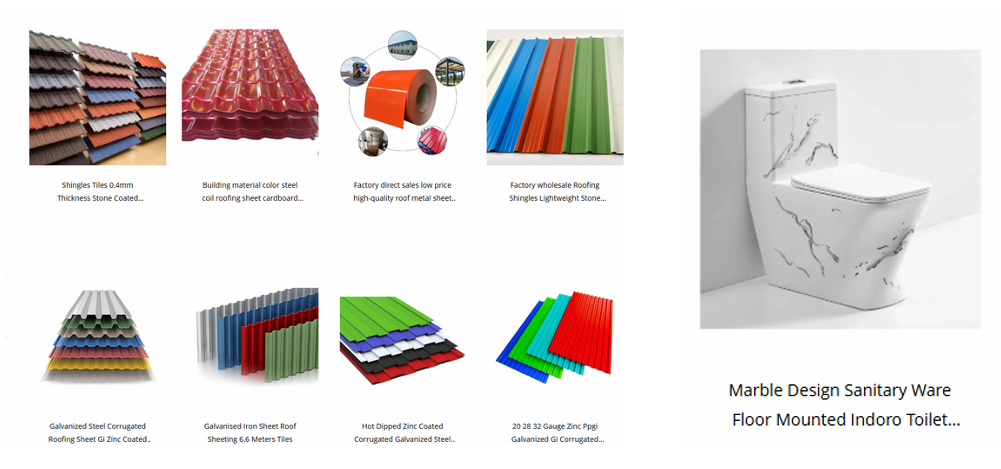 Shingles Tiles 0.4mm
Thickness Stone Coated...
Building material color steel
coil roofing sheet cardboard...
Factory direct sales low price
high-quality roof metal sheet..
Factory wholesale Roofing
Shingles Lightweight Stone...
Galvanized Steel Corrugated
Roofing Sheet Gi Zinc Coated..
Galvanised Iron Sheet Roof
Sheeting 6.6 Meters Tiles
Hot Dipped Zinc Coated
Corrugated Galvanized Steel...
20 28 32 Gauge Zinc Ppgi
Galvanized Gi Corrugated...
Marble Design Sanitary Ware
Floor Mounted Indoro Toilet...